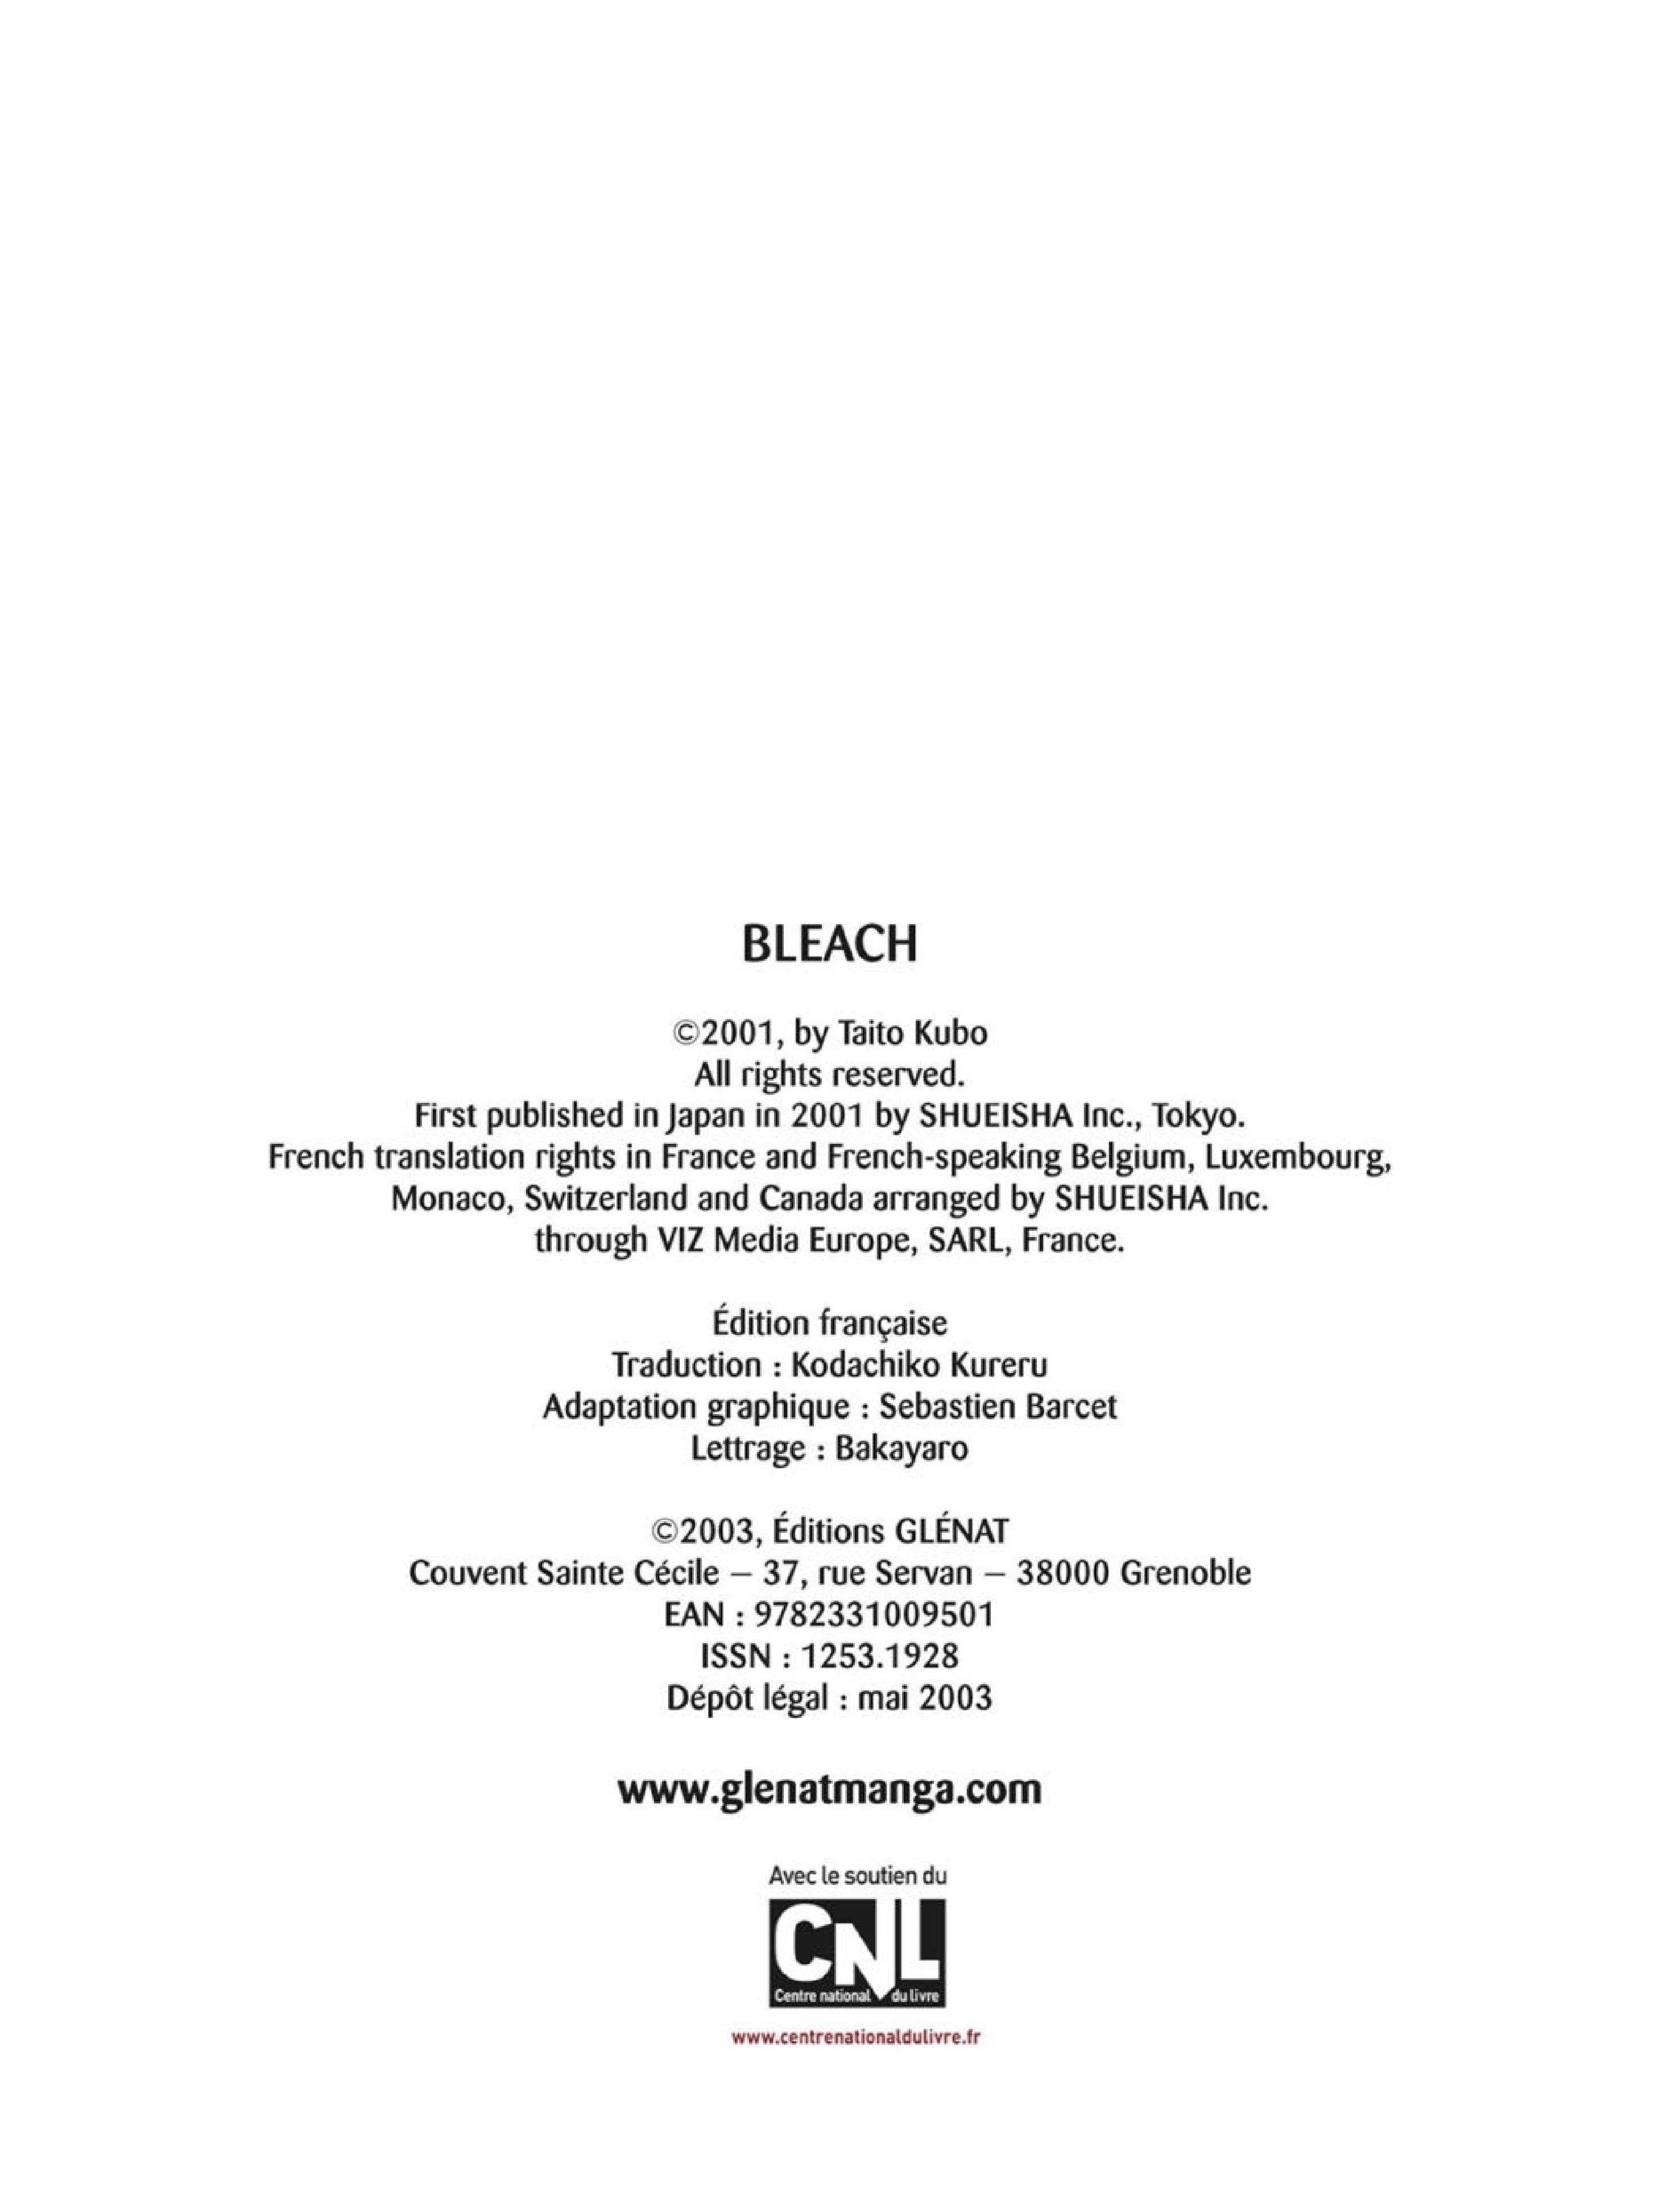 BLEACH
©2001, by Taito Kubo
All rights reserved.
First published in Japan in 2001 by SHUEISHA Inc., Tokyo.
French translation rights in France and French-speaking Belgium, Luxembourg,
Monaco, Switzerland and Canada arranged by SHUEISHA Inc.
through VIZ Media Europe, SARL, France.
Édition française
Traduction : Kodachiko Kureru
Adaptation graphique : Sebastien Barcet
Lettrage : Bakayaro
©2003, Éditions GLÉNAT
Couvent Sainte Cécile – 37, rue Servan – 38000 Grenoble
EAN : 9782331009501
ISSN : 1253.1928
Dépôt légal : mai 2003
www.glenatmanga.com
Avec le soutien du
CNL
Centre national du livre
www.centrenationaldulivre.fr